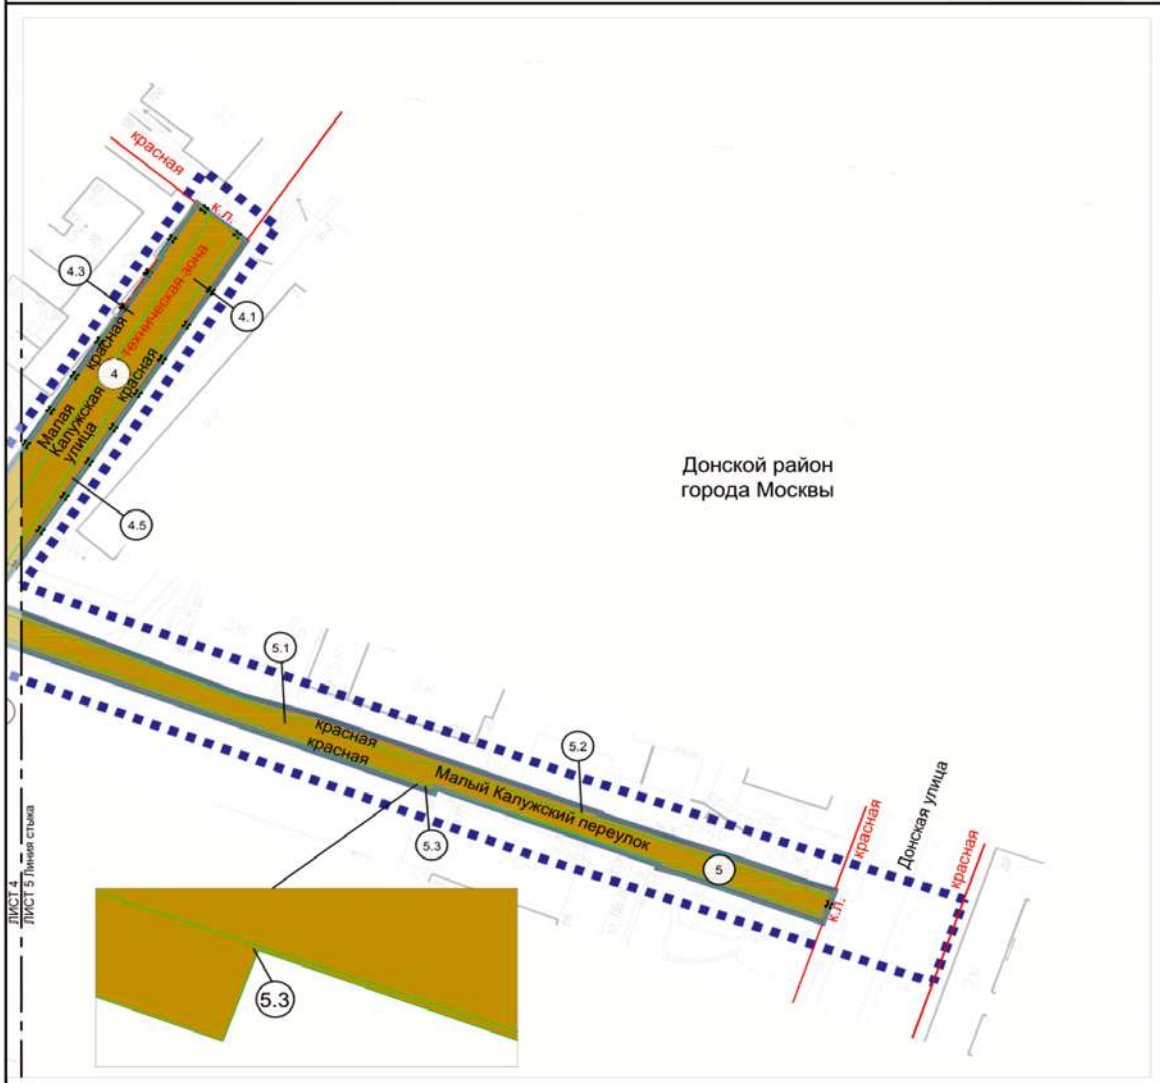 красная
к.л.
4.3
техническая зона
4.1
красная
4
красная
Малая
Калужская
улица
4.5
Донской район
города Москвы
5.1
красная
красная
5.2
Малый Калужский переулок
5.3
5
к.л.
красная
Донская улица
красная
ЛИСТ 4
ЛИСТ 5 Линия стыка
5.3